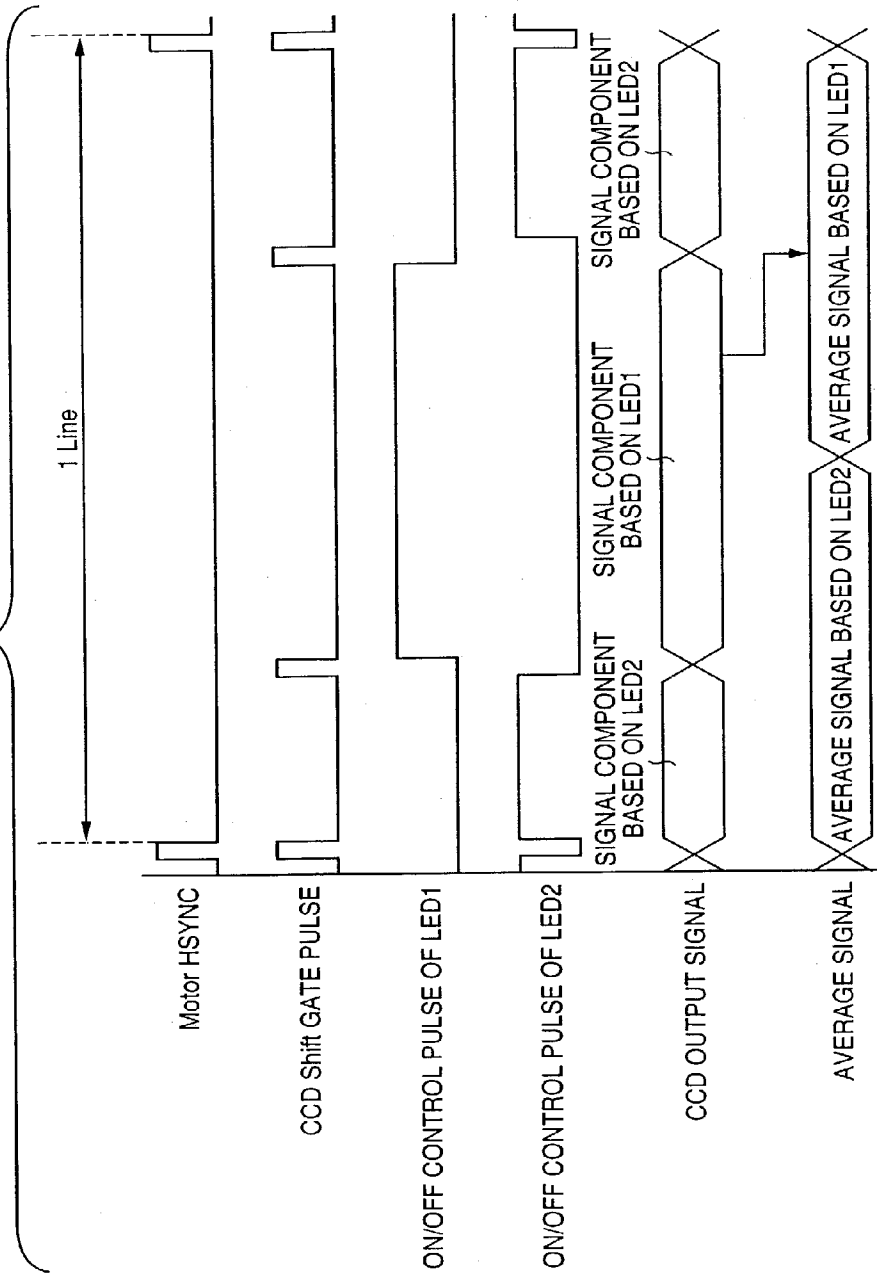 1 Line
Motor HSYNC
CCD Shift GATE PULSE
ON/OFF CONTROL PULSE OF LED1
ON/OFF CONTROL PULSE OF LED2
SIGNAL COMPONENT
BASED ON LED2
SIGNAL COMPONENT
BASED ON LED1
SIGNAL COMPONENT
BASED ON LED2
CCD OUTPUT SIGNAL
AVERAGE SIGNAL
AVERAGE SIGNAL BASED ON LED2
AVERAGE SIGNAL BASED ON LED1